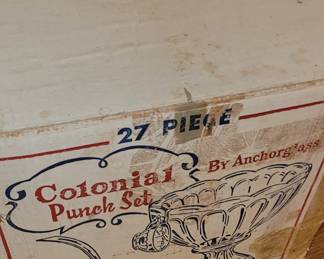 27 PIECE
Colonial
Punch Set
By Anchorglass